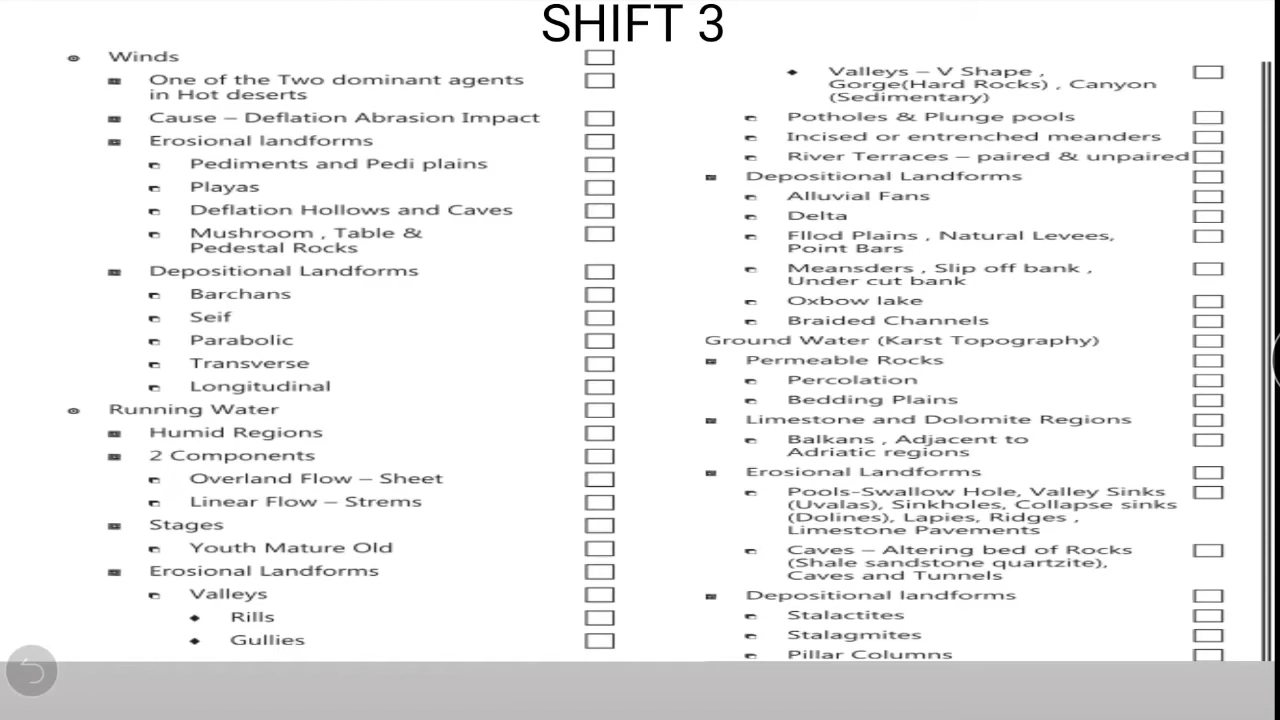 SHIFT 3
Winds
One of the Two dominant agents
in Hot deserts
Cause – Deflation Abrasion Impact
Erosional landforms
Pediments and Pedi plains
Playas
Deflation Hollows and Caves
Mushroom , Table &
Pedestal Rocks
Depositional Landforms
Barchans
Seif
Parabolic
Transverse
Longitudinal
Running Water
Humid Regions
2 Components
Overland Flow – Sheet
Linear Flow – Strems
Stages
Youth Mature Old
Erosional Landforms
Valleys
Rills
Gullies
Valleys – V Shape ,
Gorge(Hard Rocks) , Canyon
(Sedimentary)
Potholes & Plunge pools
Incised or entrenched meanders
River Terraces – paired & unpaired
Depositional Landforms
Alluvial Fans
Delta
Fllod Plains , Natural Levees,
Point Bars
Meansders , Slip off bank ,
Under cut bank
Oxbow lake
Braided Channels
Ground Water (Karst Topography)
Permeable Rocks
Percolation
Bedding Plains
Limestone and Dolomite Regions
Balkans , Adjacent to
Adriatic regions
Erosional Landforms
Pools-Swallow Hole, Valley Sinks
(Uvalas), Sinkholes, Collapse sinks
(Dolines), Lapies, Ridges ,
Limestone Pavements
Caves – Altering bed of Rocks
(Shale sandstone quartzite),
Caves and Tunnels
Depositional landforms
Stalactites
Stalagmites
Pillar Columns